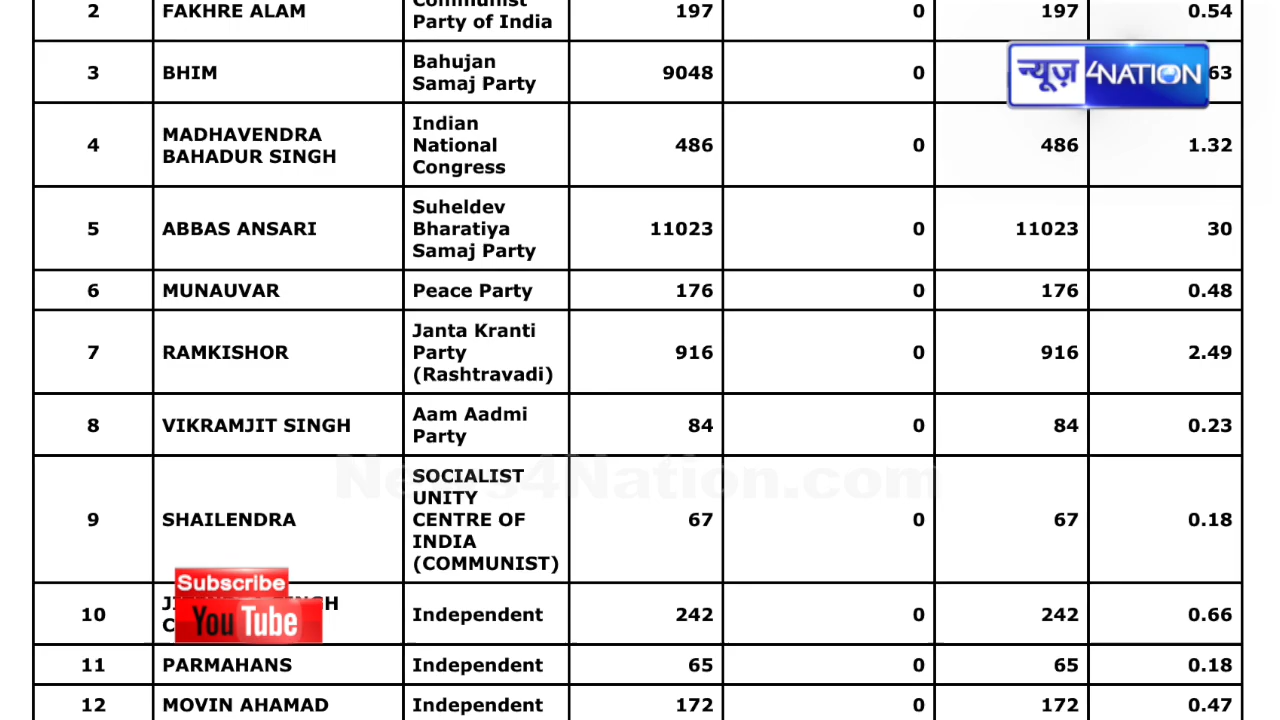 2 FAKHRE ALAM Communist Party of India 197 0 197 0.54
3 BHIM Bahujan Samaj Party 9048 0 63
न्यूज़ 4NATION
4 MADHAVENDRA BAHADUR SINGH Indian National Congress 486 0 486 1.32
5 ABBAS ANSARI Suheldev Bharatiya Samaj Party 11023 0 11023 30
6 MUNAUVAR Peace Party 176 0 176 0.48
7 RAMKISHOR Janta Kranti Party (Rashtravadi) 916 0 916 2.49
8 VIKRAMJIT SINGH Aam Aadmi Party 84 0 84 0.23
News4Nation.com
9 SHAILENDRA SOCIALIST UNITY CENTRE OF INDIA (COMMUNIST) 67 0 67 0.18
Subscribe
YouTube
10 Independent 242 0 242 0.66
11 PARMAHANS Independent 65 0 65 0.18
12 MOVIN AHAMAD Independent 172 0 172 0.47